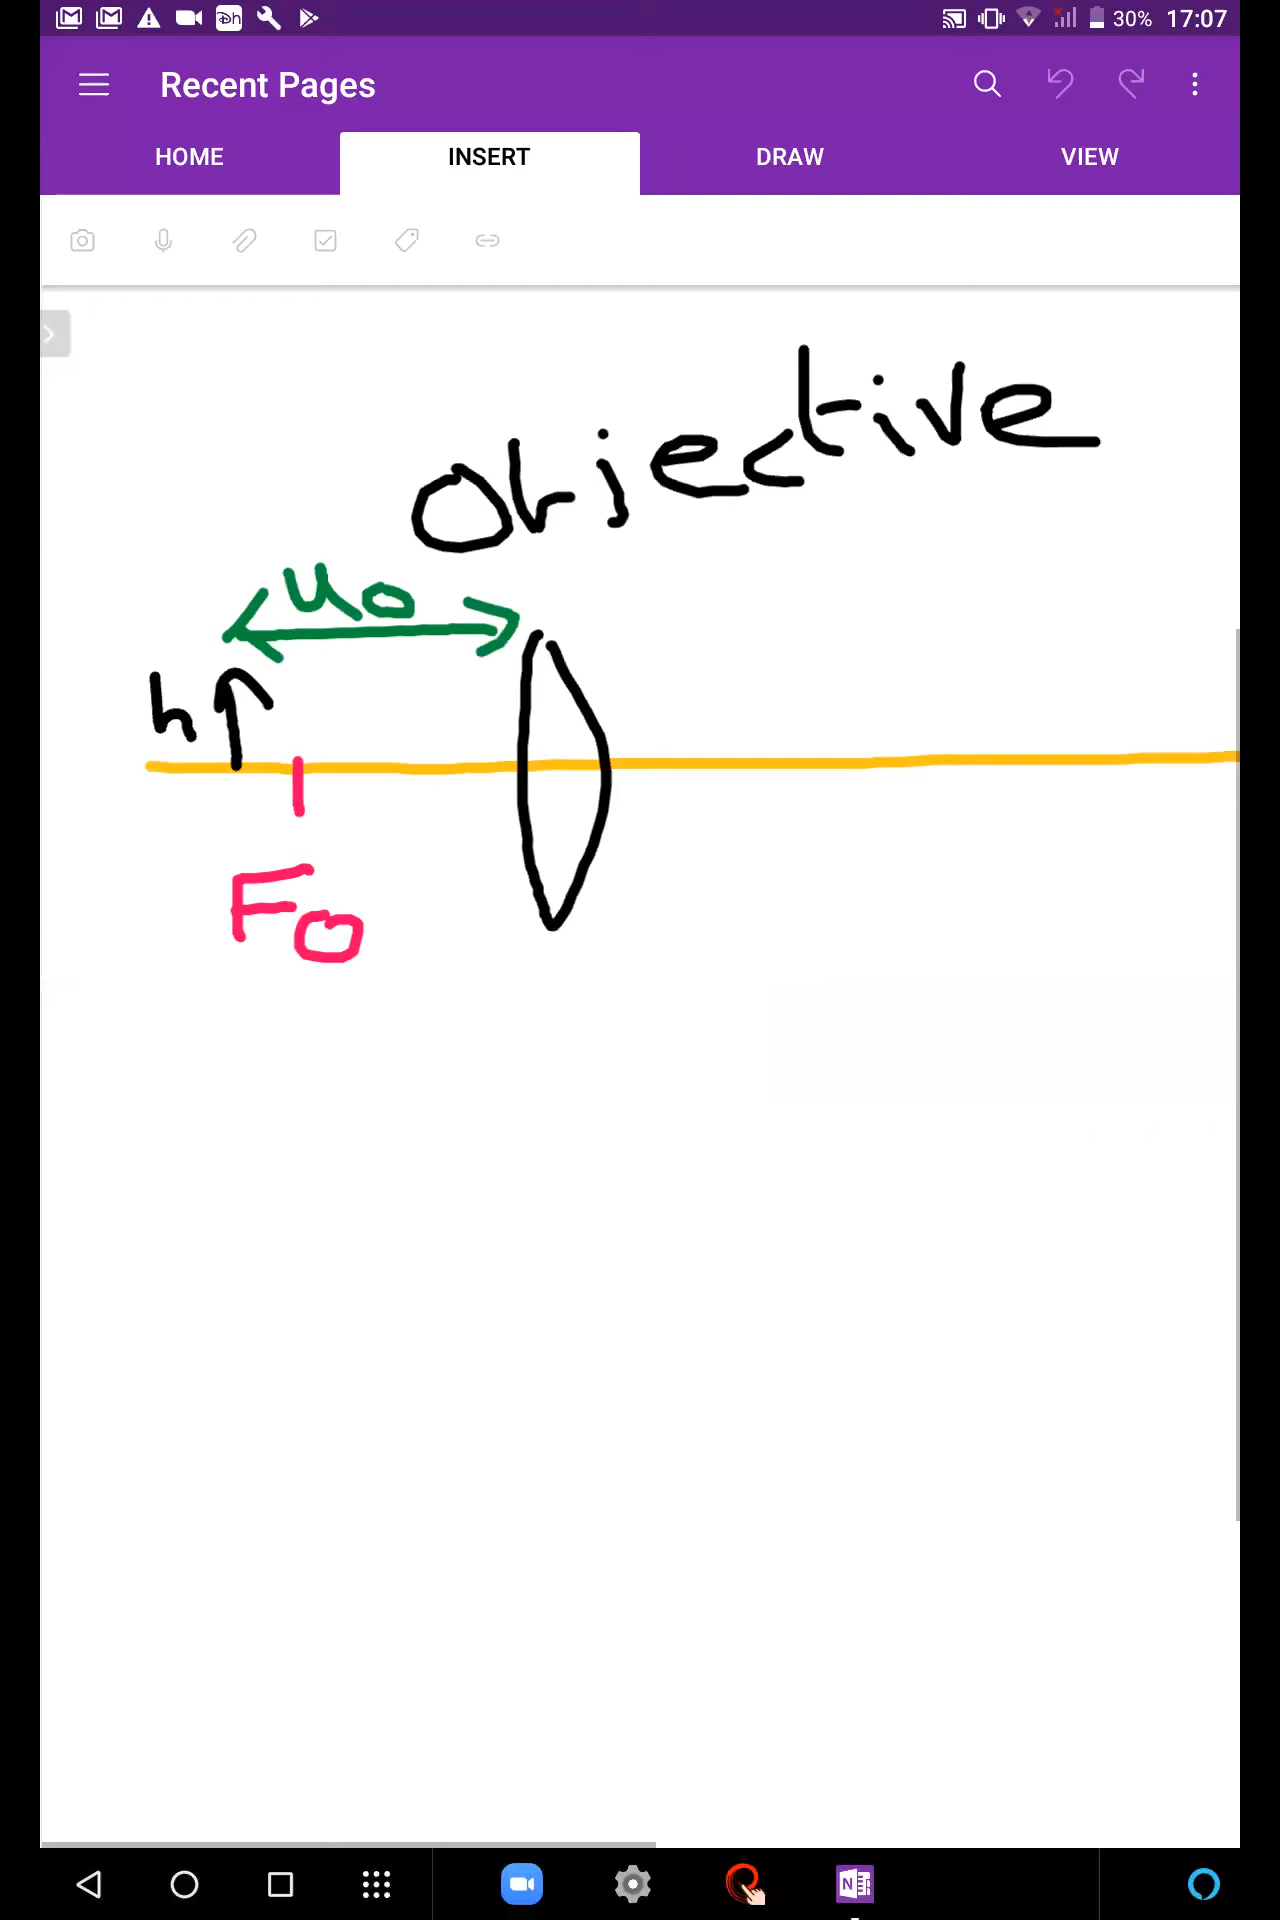 30% 17:07
Recent Pages
HOME INSERT DRAW VIEW
Objective
uo
h
Fo